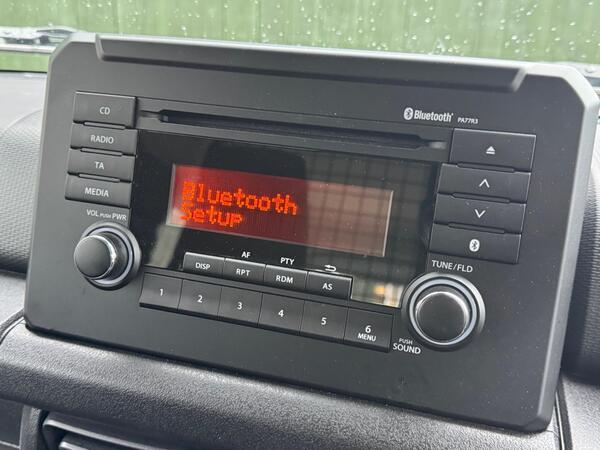 CD
RADIO
TA
MEDIA
VOL PUSH PWR
Bluetooth®
PA77R3
Bluetooth
Setup
DISP
AF
RPT
PTY
RDM
AS
1
2
3
4
5
6
MENU
TUNE/FLD
PUSH
SOUND